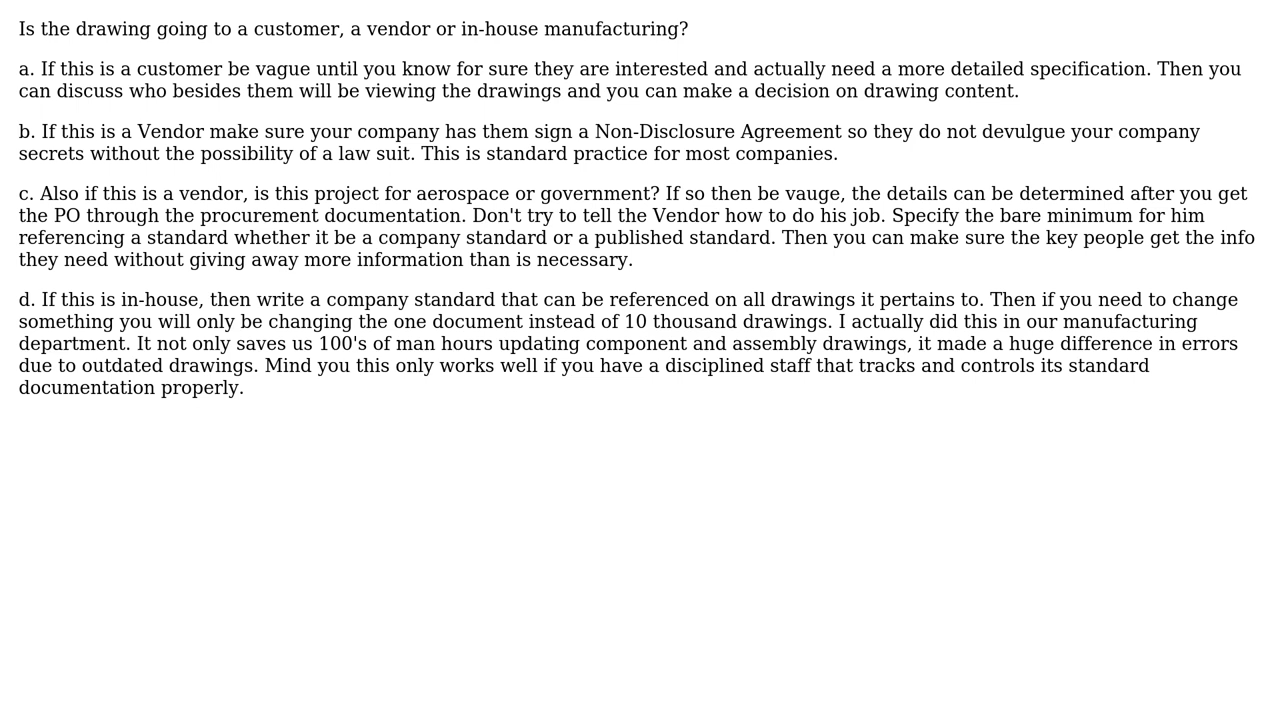 Is the drawing going to a customer, a vendor or in-house manufacturing?
a. If this is a customer be vague until you know for sure they are interested and actually need a more detailed specification. Then you
can discuss who besides them will be viewing the drawings and you can make a decision on drawing content.
b. If this is a Vendor make sure your company has them sign a Non-Disclosure Agreement so they do not devulgue your company
secrets without the possibility of a law suit. This is standard practice for most companies.
c. Also if this is a vendor, is this project for aerospace or government? If so then be vauge, the details can be determined after you get
the PO through the procurement documentation. Don't try to tell the Vendor how to do his job. Specify the bare minimum for him
referencing a standard whether it be a company standard or a published standard. Then you can make sure the key people get the info
they need without giving away more information than is necessary.
d. If this is in-house, then write a company standard that can be referenced on all drawings it pertains to. Then if you need to change
something you will only be changing the one document instead of 10 thousand drawings. I actually did this in our manufacturing
department. It not only saves us 100's of man hours updating component and assembly drawings, it made a huge difference in errors
due to outdated drawings. Mind you this only works well if you have a disciplined staff that tracks and controls its standard
documentation properly.